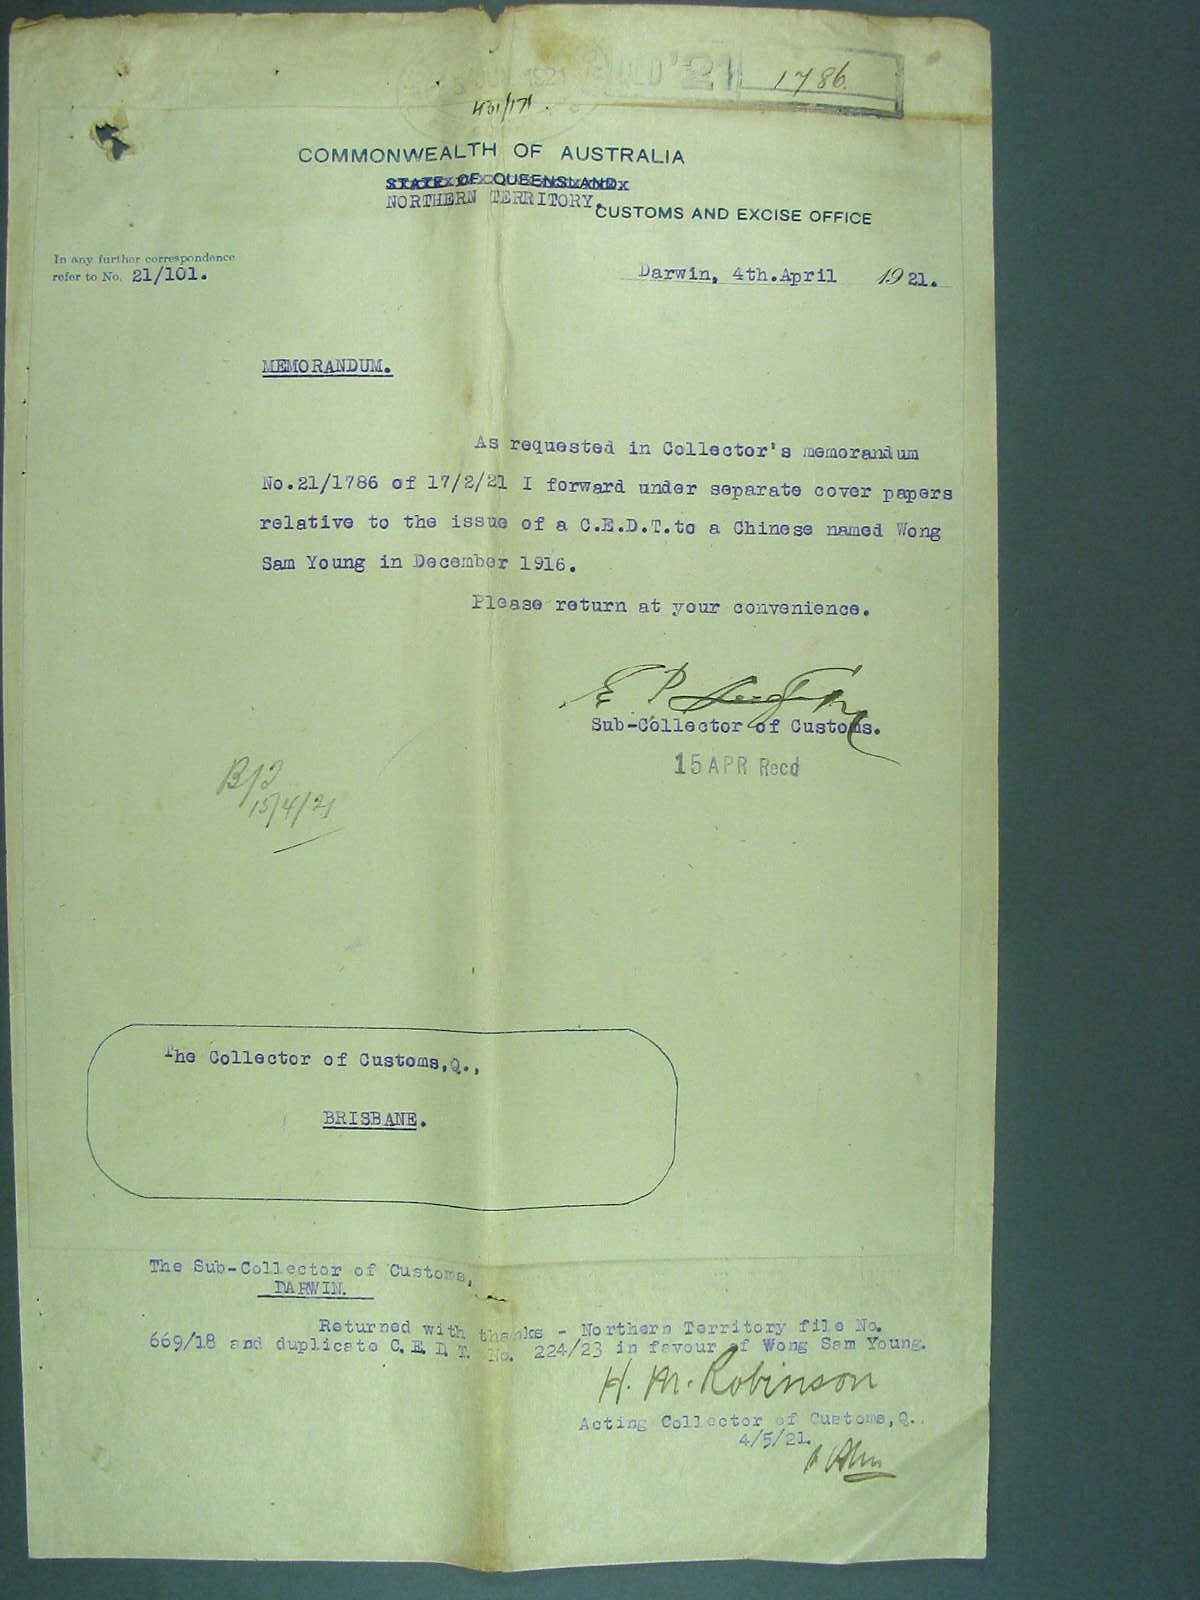 1921 QLD '21 1786
431/171.
COMMONWEALTH OF AUSTRALIA
STATE OF QUEENSLAND
NORTHERN TERRITORY.
CUSTOMS AND EXCISE OFFICE
In any further correspondence
refer to No. 21/101.
Darwin, 4th.April 1921.
MEMORANDUM.
As requested in Collector's memorandum
No.21/1786 of 17/2/21 I forward under separate cover papers
relative to the issue of a C.E.D.T.to a Chinese named Wong
Sam Young in December 1916.
Please return at your convenience.
E P
Sub-Collector of Customs.
15 APR Recd
15/4/21
The Collector of Customs,Q.,
BRISBANE.
The Sub-Collector of Customs,
DARWIN.
Returned with thanks - Northern Territory file No.
669/18 and duplicate C.E.D.T. No. 224/23 in favour of Wong Sam Young.
H. M. Robinson
Acting Collector of Customs,Q.
4/5/21.